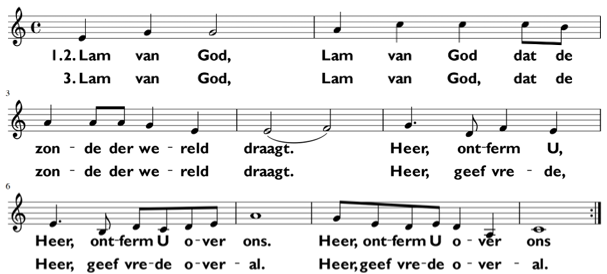 1.2. Lam van God, Lam van God dat de
3. Lam van God, Lam van God, dat de
3
zon - de der we - reld draagt. Heer, ont - ferm U,
zon - de der we - reld draagt. Heer, geef vre - de,
6
Heer, ont - ferm U o - ver ons. Heer, ont - ferm U o - ver ons
Heer, geef vre - de o - ver - al. Heer, geef vre - de o - ver - al.